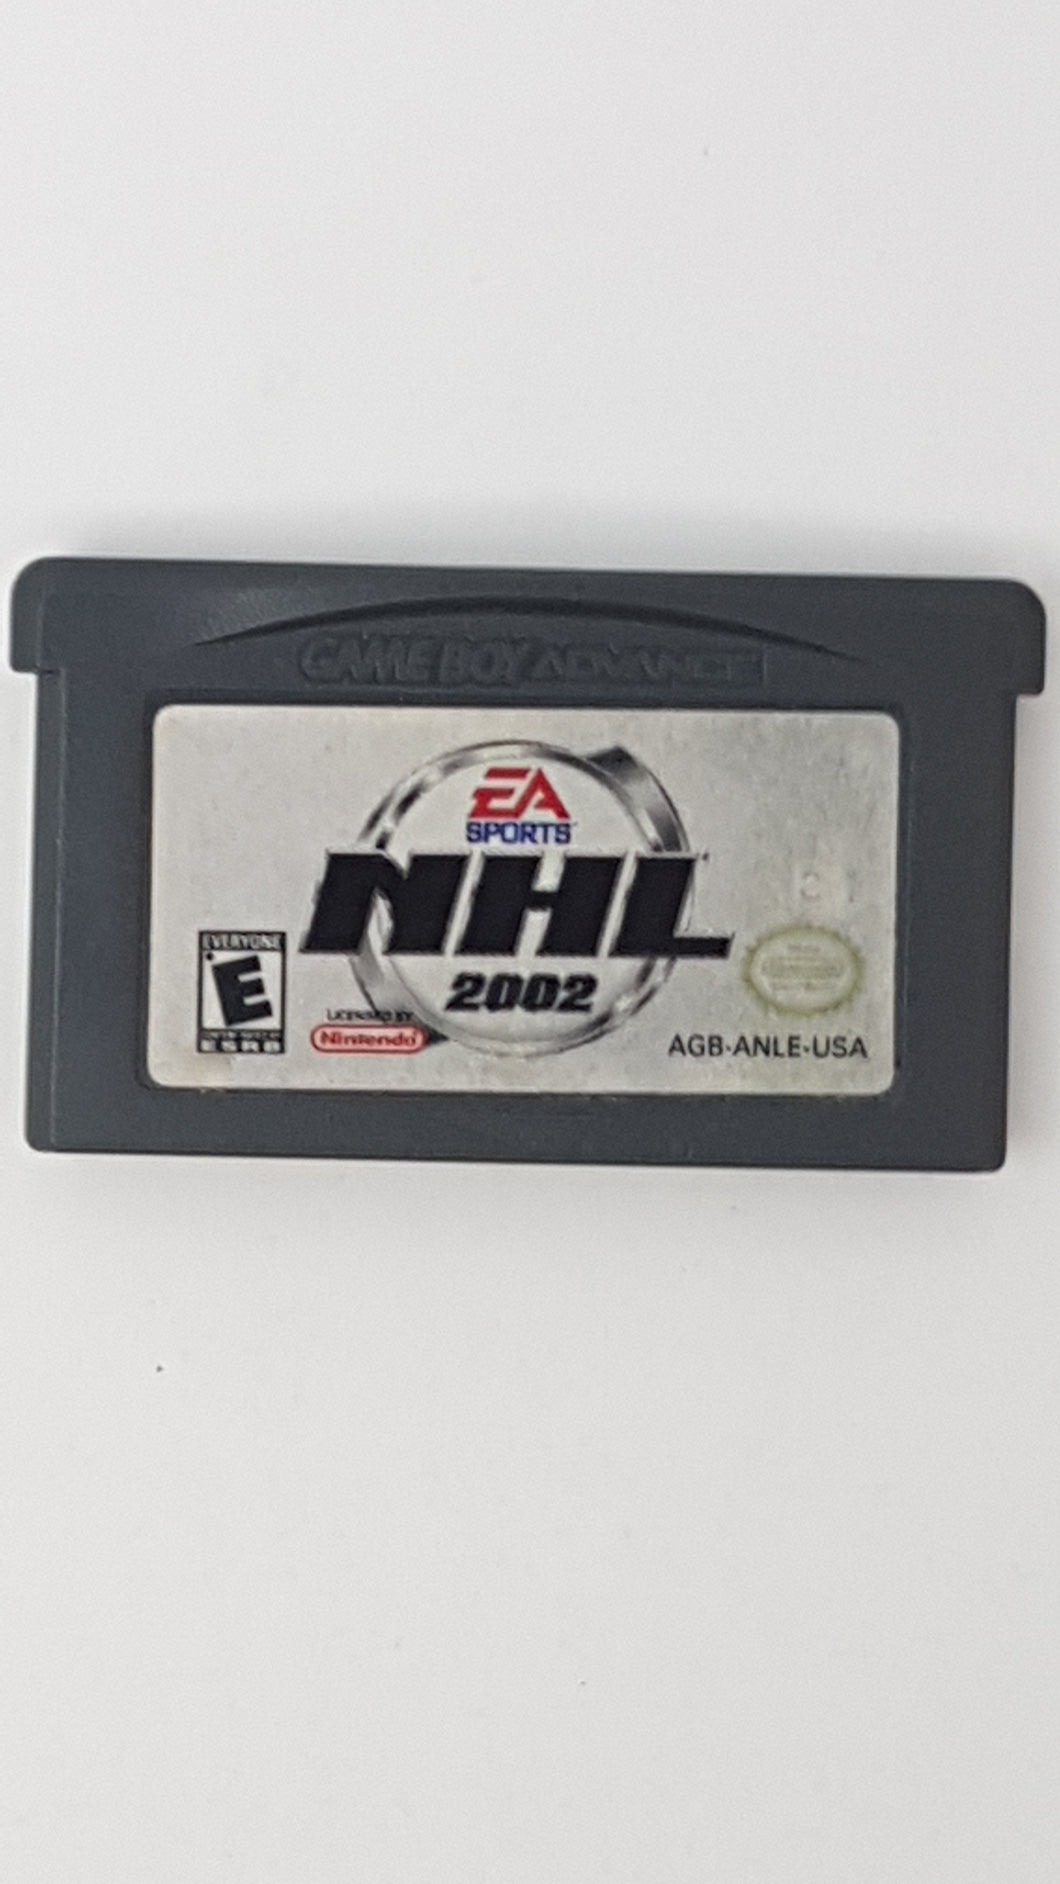 GAME BOY ADVANCE
EA
SPORTS
NHL
2002
EVERYONE
E
ESRB
LICENSED BY
Nintendo
AGB-ANLE-USA